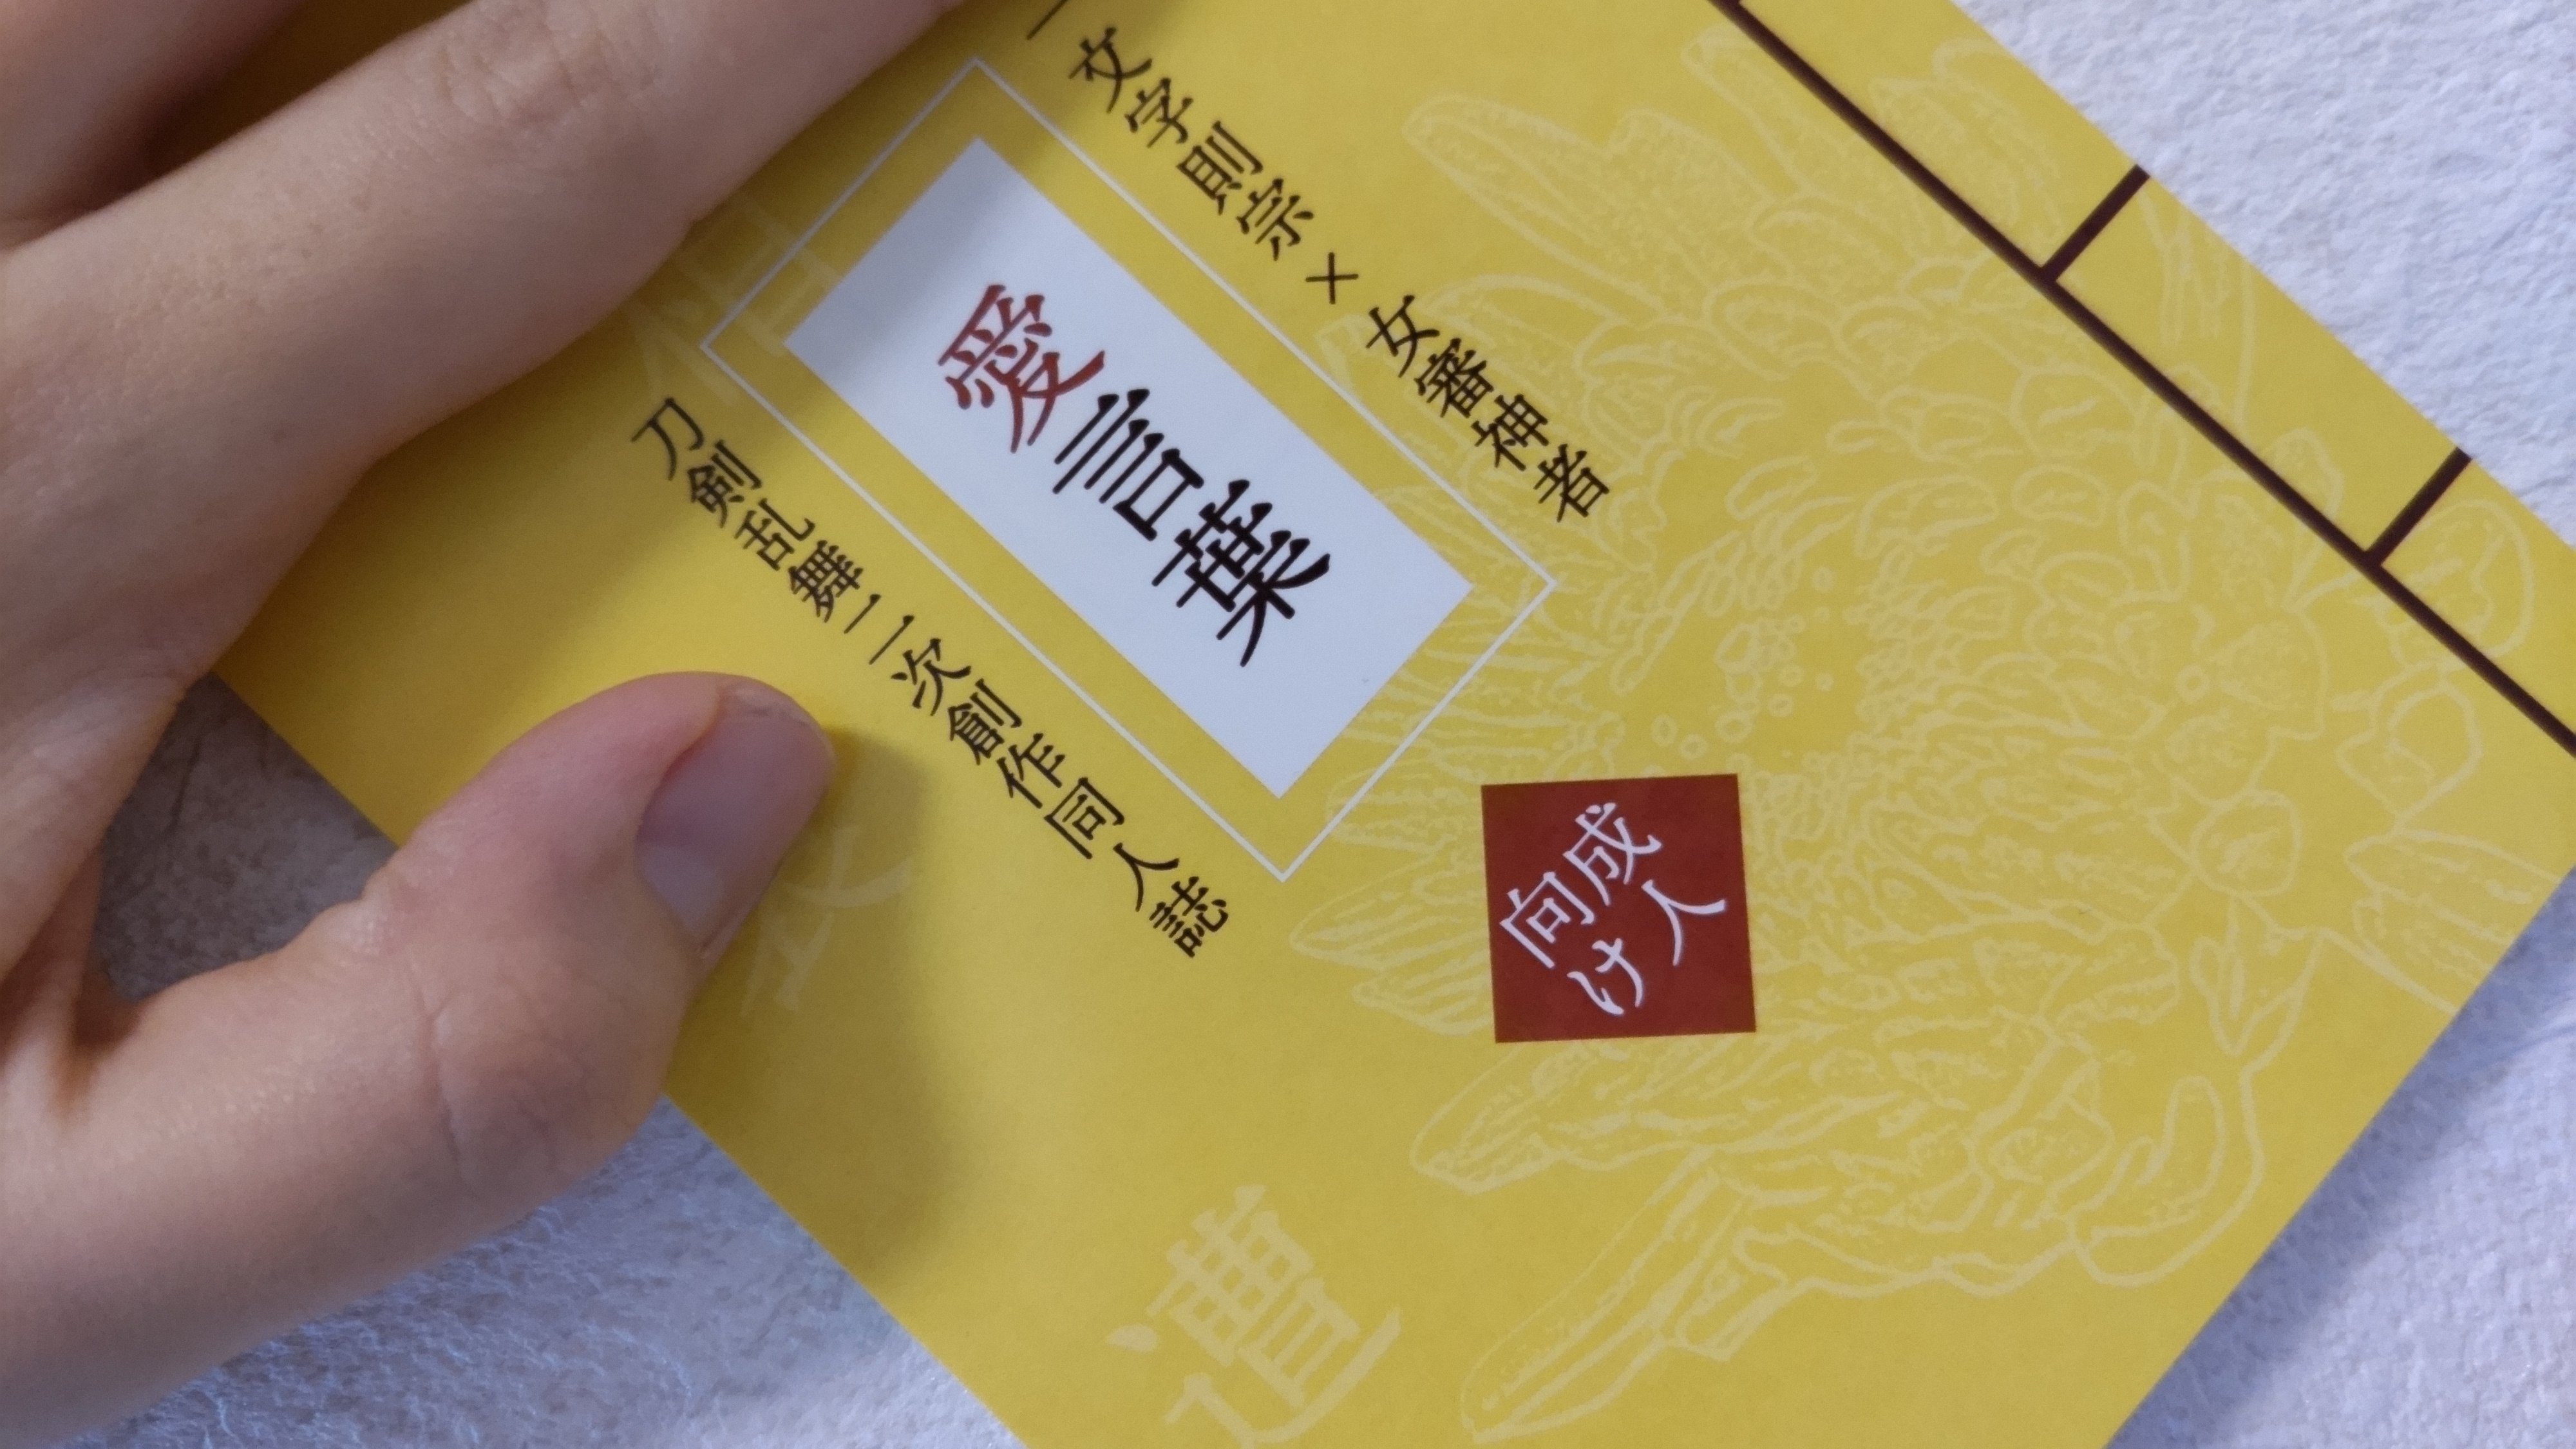 一文字則宗×女審神者
愛言葉
刀剣乱舞二次創作同人誌
成人
向け
遭